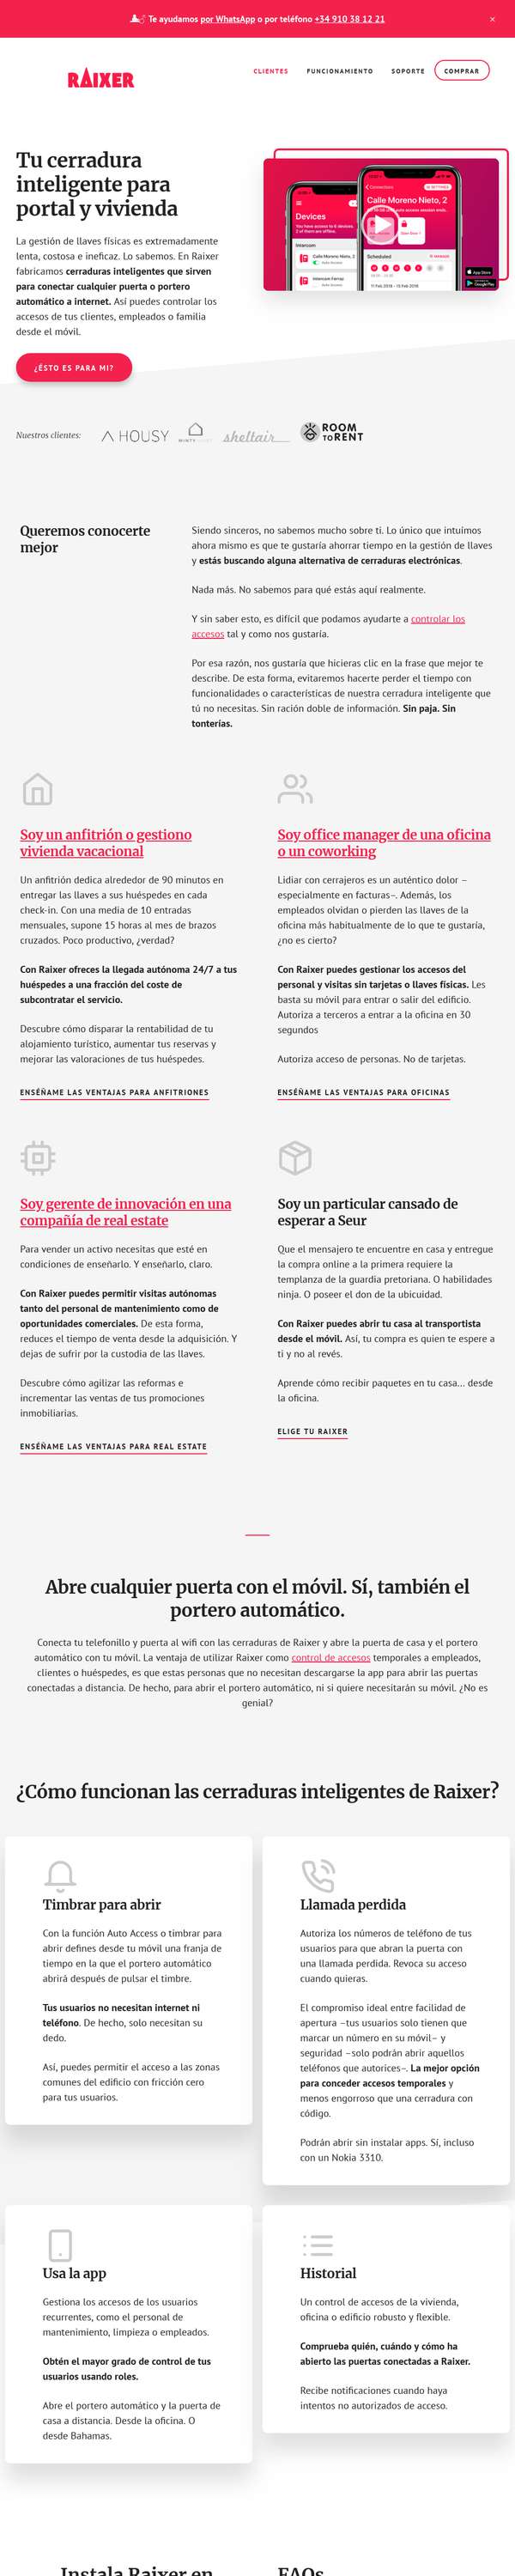 Te ayudamos por WhatsApp o por teléfono +34 910 38 12 21
×
RAIXER
CLIENTES FUNCIONAMIENTO SOPORTE COMPRAR
Tu cerradura
inteligente para
portal y vivienda
La gestión de llaves físicas es extremadamente
lenta, costosa e ineficaz. Lo sabemos. En Raixer
fabricamos cerraduras inteligentes que sirven
para conectar cualquier puerta o portero
automático a internet. Así puedes controlar los
accesos de tus clientes, empleados o familia
desde el móvil.
Devices
Intercom
Connections
SETTINGS
Calle Moreno Nieto, 2
Schedules
App Store
Google Play
¿ÉSTO ES PARA MI?
Nuestros clientes:
HOUSY
sheltair
ROOM
TO RENT
Queremos conocerte
mejor
Siendo sinceros, no sabemos mucho sobre ti. Lo único que intuímos
ahora mismo es que te gustaría ahorrar tiempo en la gestión de llaves
y estás buscando alguna alternativa de cerraduras electrónicas.
Nada más. No sabemos para qué estás aquí realmente.
Y sin saber esto, es difícil que podamos ayudarte a controlar los
accesos tal y como nos gustaría.
Por esa razón, nos gustaría que hicieras clic en la frase que mejor te
describe. De esta forma, evitaremos hacerte perder el tiempo con
funcionalidades o características de nuestra cerradura inteligente que
tú no necesitas. Sin ración doble de información. Sin paja. Sin
tonterías.
Soy un anfitrión o gestiono
vivienda vacacional
Un anfitrión dedica alrededor de 90 minutos en
entregar las llaves a sus huéspedes en cada
check-in. Con una media de 10 entradas
mensuales, supone 15 horas al mes de brazos
cruzados. Poco productivo, ¿verdad?
Con Raixer ofreces la llegada autónoma 24/7 a tus
huéspedes a una fracción del coste de
subcontratar el servicio.
Descubre cómo disparar la rentabilidad de tu
alojamiento turístico, aumentar tus reservas y
mejorar las valoraciones de tus huéspedes.
ENSÉÑAME LAS VENTAJAS PARA ANFITRIONES
Soy office manager de una oficina
o un coworking
Lidiar con cerrajeros es un auténtico dolor –
especialmente en facturas–. Además, los
empleados olvidan o pierden las llaves de la
oficina más habitualmente de lo que te gustaría,
¿no es cierto?
Con Raixer puedes gestionar los accesos del
personal y visitas sin tarjetas o llaves físicas. Les
basta su móvil para entrar o salir del edificio.
Autoriza a terceros a entrar a la oficina en 30
segundos
Autoriza acceso de personas. No de tarjetas.
ENSÉÑAME LAS VENTAJAS PARA OFICINAS
Soy gerente de innovación en una
compañía de real estate
Para vender un activo necesitas que esté en
condiciones de enseñarlo. Y enseñarlo, claro.
Con Raixer puedes permitir visitas autónomas
tanto del personal de mantenimiento como de
oportunidades comerciales. De esta forma,
reduces el tiempo de venta desde la adquisición. Y
dejas de sufrir por la custodia de las llaves.
Descubre cómo agilizar las reformas e
incrementar las ventas de tus promociones
inmobiliarias.
ENSÉÑAME LAS VENTAJAS PARA REAL ESTATE
Soy un particular cansado de
esperar a Seur
Que el mensajero te encuentre en casa y entregue
la compra online a la primera requiere la
templanza de la guardia pretoriana. O habilidades
ninja. O poseer el don de la ubicuidad.
Con Raixer puedes abrir tu casa al transportista
desde el móvil. Así, tu compra es quien te espere a
ti y no al revés.
Aprende cómo recibir paquetes en tu casa... desde
la oficina.
ELIGE TU RAIXER
Abre cualquier puerta con el móvil. Sí, también el
portero automático.
Conecta tu telefonillo y puerta al wifi con las cerraduras de Raixer y abre la puerta de casa y el portero
automático con tu móvil. La ventaja de utilizar Raixer como control de accesos temporales a empleados,
clientes o huéspedes, es que estas personas que no necesitan descargarse la app para abrir las puertas
conectadas a distancia. De hecho, para abrir el portero automático, ni si quiere necesitarán su móvil. ¿No es
genial?
¿Cómo funcionan las cerraduras inteligentes de Raixer?
Timbrar para abrir
Con la función Auto Access o timbrar para
abrir defines desde tu móvil una franja de
tiempo en la que el portero automático
abrirá después de pulsar el timbre.
Tus usuarios no necesitan internet ni
teléfono. De hecho, solo necesitan su
dedo.
Así, puedes permitir el acceso a las zonas
comunes del edificio con fricción cero
para tus usuarios.
Llamada perdida
Autoriza los números de teléfono de tus
usuarios para que abran la puerta con
una llamada perdida. Revoca su acceso
cuando quieras.
El compromiso ideal entre facilidad de
apertura –tus usuarios solo tienen que
marcar un número en su móvil– y
seguridad –solo podrán abrir aquellos
teléfonos que autorices–. La mejor opción
para conceder accesos temporales y
menos engorroso que una cerradura con
código.
Podrán abrir sin instalar apps. Sí, incluso
con un Nokia 3310.
Usa la app
Gestiona los accesos de los usuarios
recurrentes, como el personal de
mantenimiento, limpieza o empleados.
Obtén el mayor grado de control de tus
usuarios usando roles.
Abre el portero automático y la puerta de
casa a distancia. Desde la oficina. O
desde Bahamas.
Historial
Un control de accesos de la vivienda,
oficina o edificio robusto y flexible.
Comprueba quién, cuándo y cómo ha
abierto las puertas conectadas a Raixer.
Recibe notificaciones cuando haya
intentos no autorizados de acceso.
Instala Raixer en
FAQs